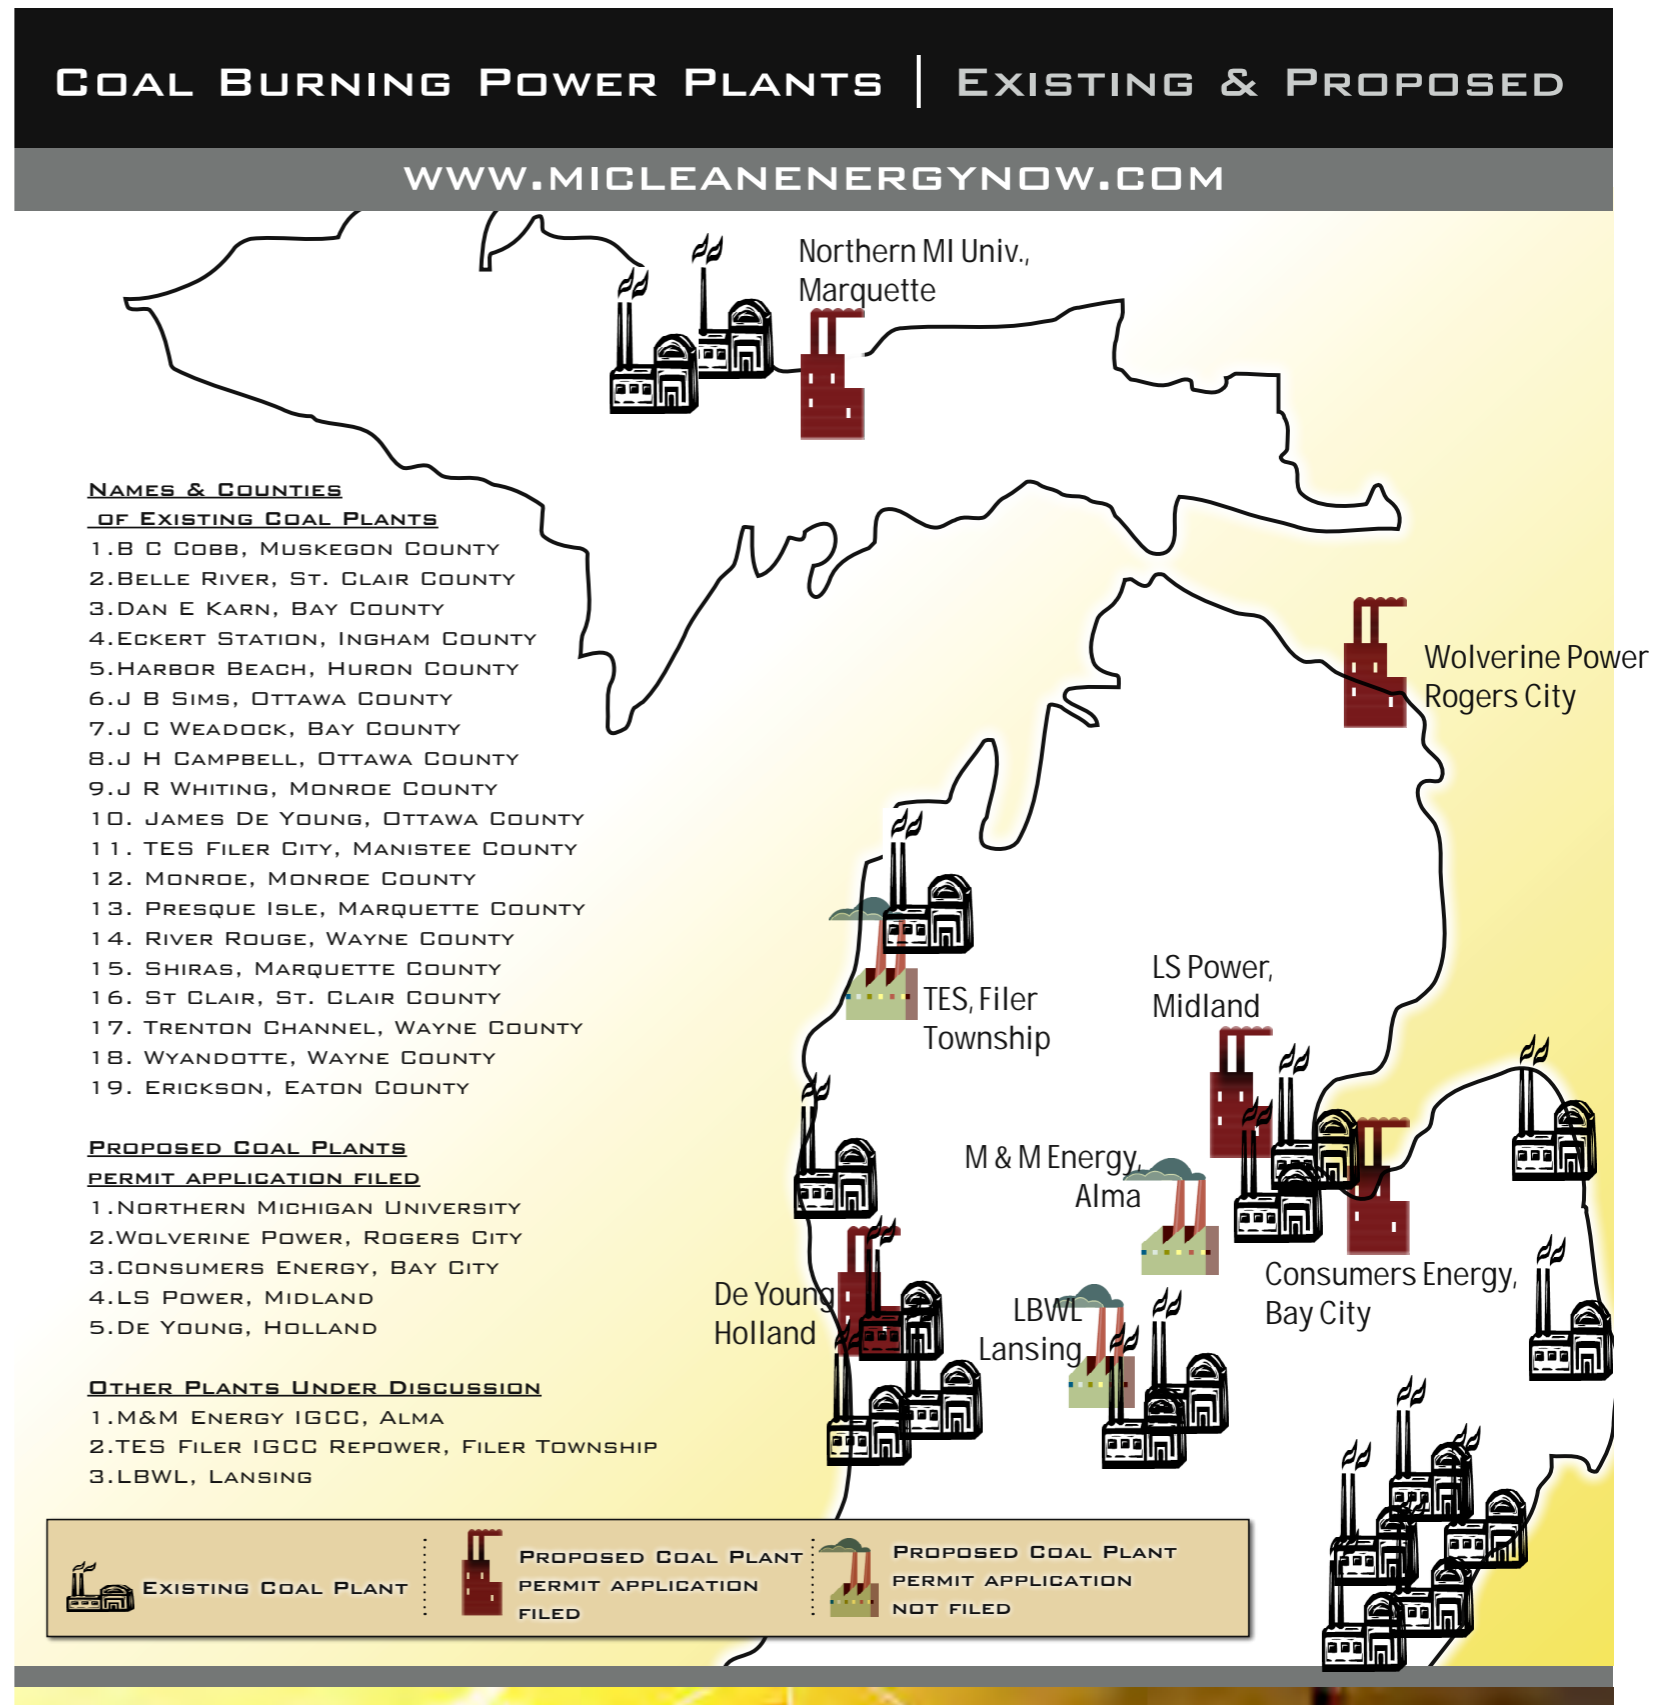 Coal Burning Power Plants | Existing & Proposed
www.micleanenergynow.com
Northern MI Univ.,
Marquette
Names & Counties
of Existing Coal Plants
1.B C Cobb, Muskegon County
2.Belle River, St. Clair County
3.Dan E Karn, Bay County
4.Eckert Station, Ingham County
5.Harbor Beach, Huron County
6.J B Sims, Ottawa County
7.J C Weadock, Bay County
8.J H Campbell, Ottawa County
9.J R Whiting, Monroe County
10. James De Young, Ottawa County
11. TES Filer City, Manistee County
12. Monroe, Monroe County
13. Presque Isle, Marquette County
14. River Rouge, Wayne County
15. Shiras, Marquette County
16. St Clair, St. Clair County
17. Trenton Channel, Wayne County
18. Wyandotte, Wayne County
19. Erickson, Eaton County
Proposed Coal Plants
permit application filed
1.Northern Michigan University
2.Wolverine Power, Rogers City
3.Consumers Energy, Bay City
4.LS Power, Midland
5.De Young, Holland
Other Plants Under Discussion
1.M&M Energy IGCC, Alma
2.TES Filer IGCC Repower, Filer Township
3.LBWL, Lansing
Wolverine Power
Rogers City
TES, Filer
Township
LS Power,
Midland
M & M Energy,
Alma
De Young
Holland
LBWL
Lansing
Consumers Energy,
Bay City
Existing Coal Plant
Proposed Coal Plant
permit application
filed
Proposed Coal Plant
permit application
not filed